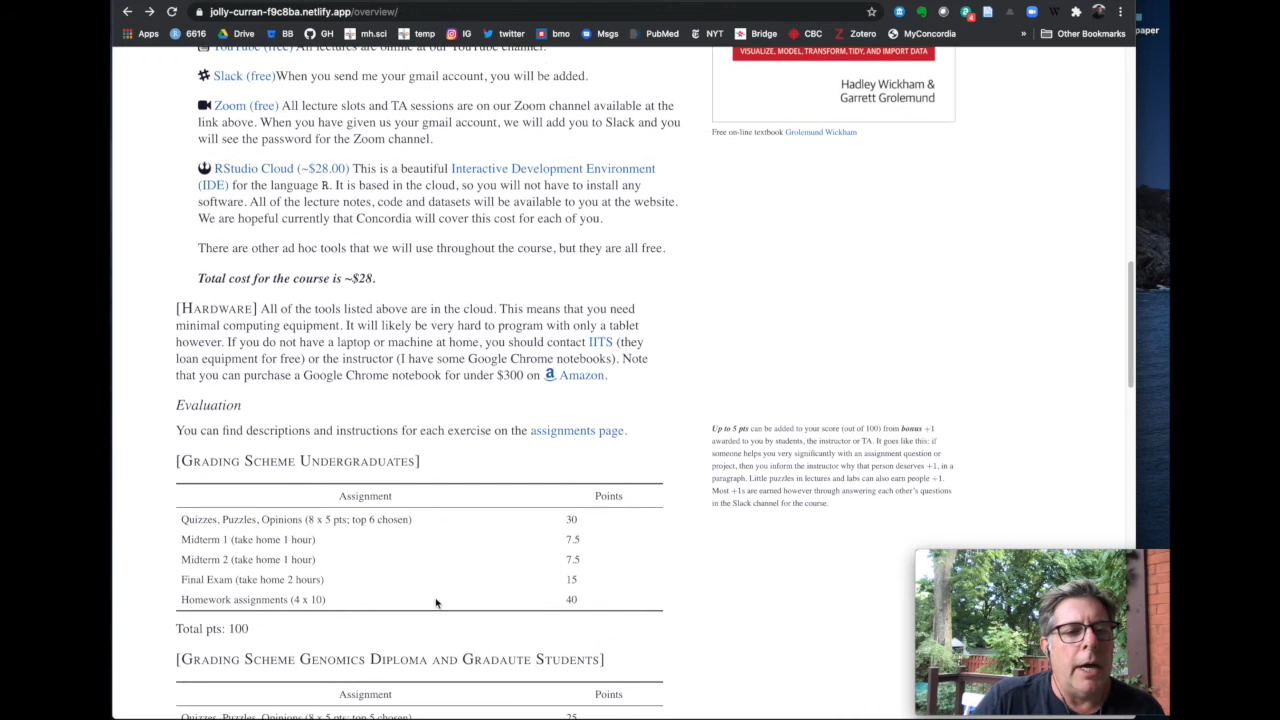 jolly-curran-f9c8ba.netlify.app/overview/
Apps 6616 Drive BB GH mh.sci temp IG twitter bmo Msgs PubMed NYT Bridge CBC Zotero MyConcordia » Other Bookmarks
paper
YouTube (free) All lectures are online at our YouTube channel.
Slack (free)When you send me your gmail account, you will be added.
Zoom (free) All lecture slots and TA sessions are on our Zoom channel available at the
link above. When you have given us your gmail account, we will add you to Slack and you
will see the password for the Zoom channel.
RStudio Cloud (~$28.00) This is a beautiful Interactive Development Environment
(IDE) for the language R. It is based in the cloud, so you will not have to install any
software. All of the lecture notes, code and datasets will be available to you at the website.
We are hopeful currently that Concordia will cover this cost for each of you.
There are other ad hoc tools that we will use throughout the course, but they are all free.
Total cost for the course is ~$28.
[Hardware] All of the tools listed above are in the cloud. This means that you need
minimal computing equipment. It will likely be very hard to program with only a tablet
however. If you do not have a laptop or machine at home, you should contact IITS (they
loan equipment for free) or the instructor (I have some Google Chrome notebooks). Note
that you can purchase a Google Chrome notebook for under $300 on Amazon.
Evaluation
You can find descriptions and instructions for each exercise on the assignments page.
[Grading Scheme Undergraduates]
Assignment Points
Quizzes, Puzzles, Opinions (8 x 5 pts; top 6 chosen) 30
Midterm 1 (take home 1 hour) 7.5
Midterm 2 (take home 1 hour) 7.5
Final Exam (take home 2 hours) 15
Homework assignments (4 x 10) 40
Total pts: 100
[Grading Scheme Genomics Diploma and Gradaute Students]
Assignment Points
Quizzes, Puzzles, Opinions (8 x 5 pts; top 5 chosen) 25
VISUALIZE, MODEL, TRANSFORM, TIDY, AND IMPORT DATA
Hadley Wickham &
Garrett Grolemund
Free on-line textbook Grolemund Wickham
Up to 5 pts can be added to your score (out of 100) from bonus +1
awarded to you by students, the instructor or TA. It goes like this: if
someone helps you very significantly with an assignment question or
project, then you inform the instructor why that person deserves +1, in a
paragraph. Little puzzles in lectures and labs can also earn people +1.
Most +1s are earned however through answering each other's questions
in the Slack channel for the course.